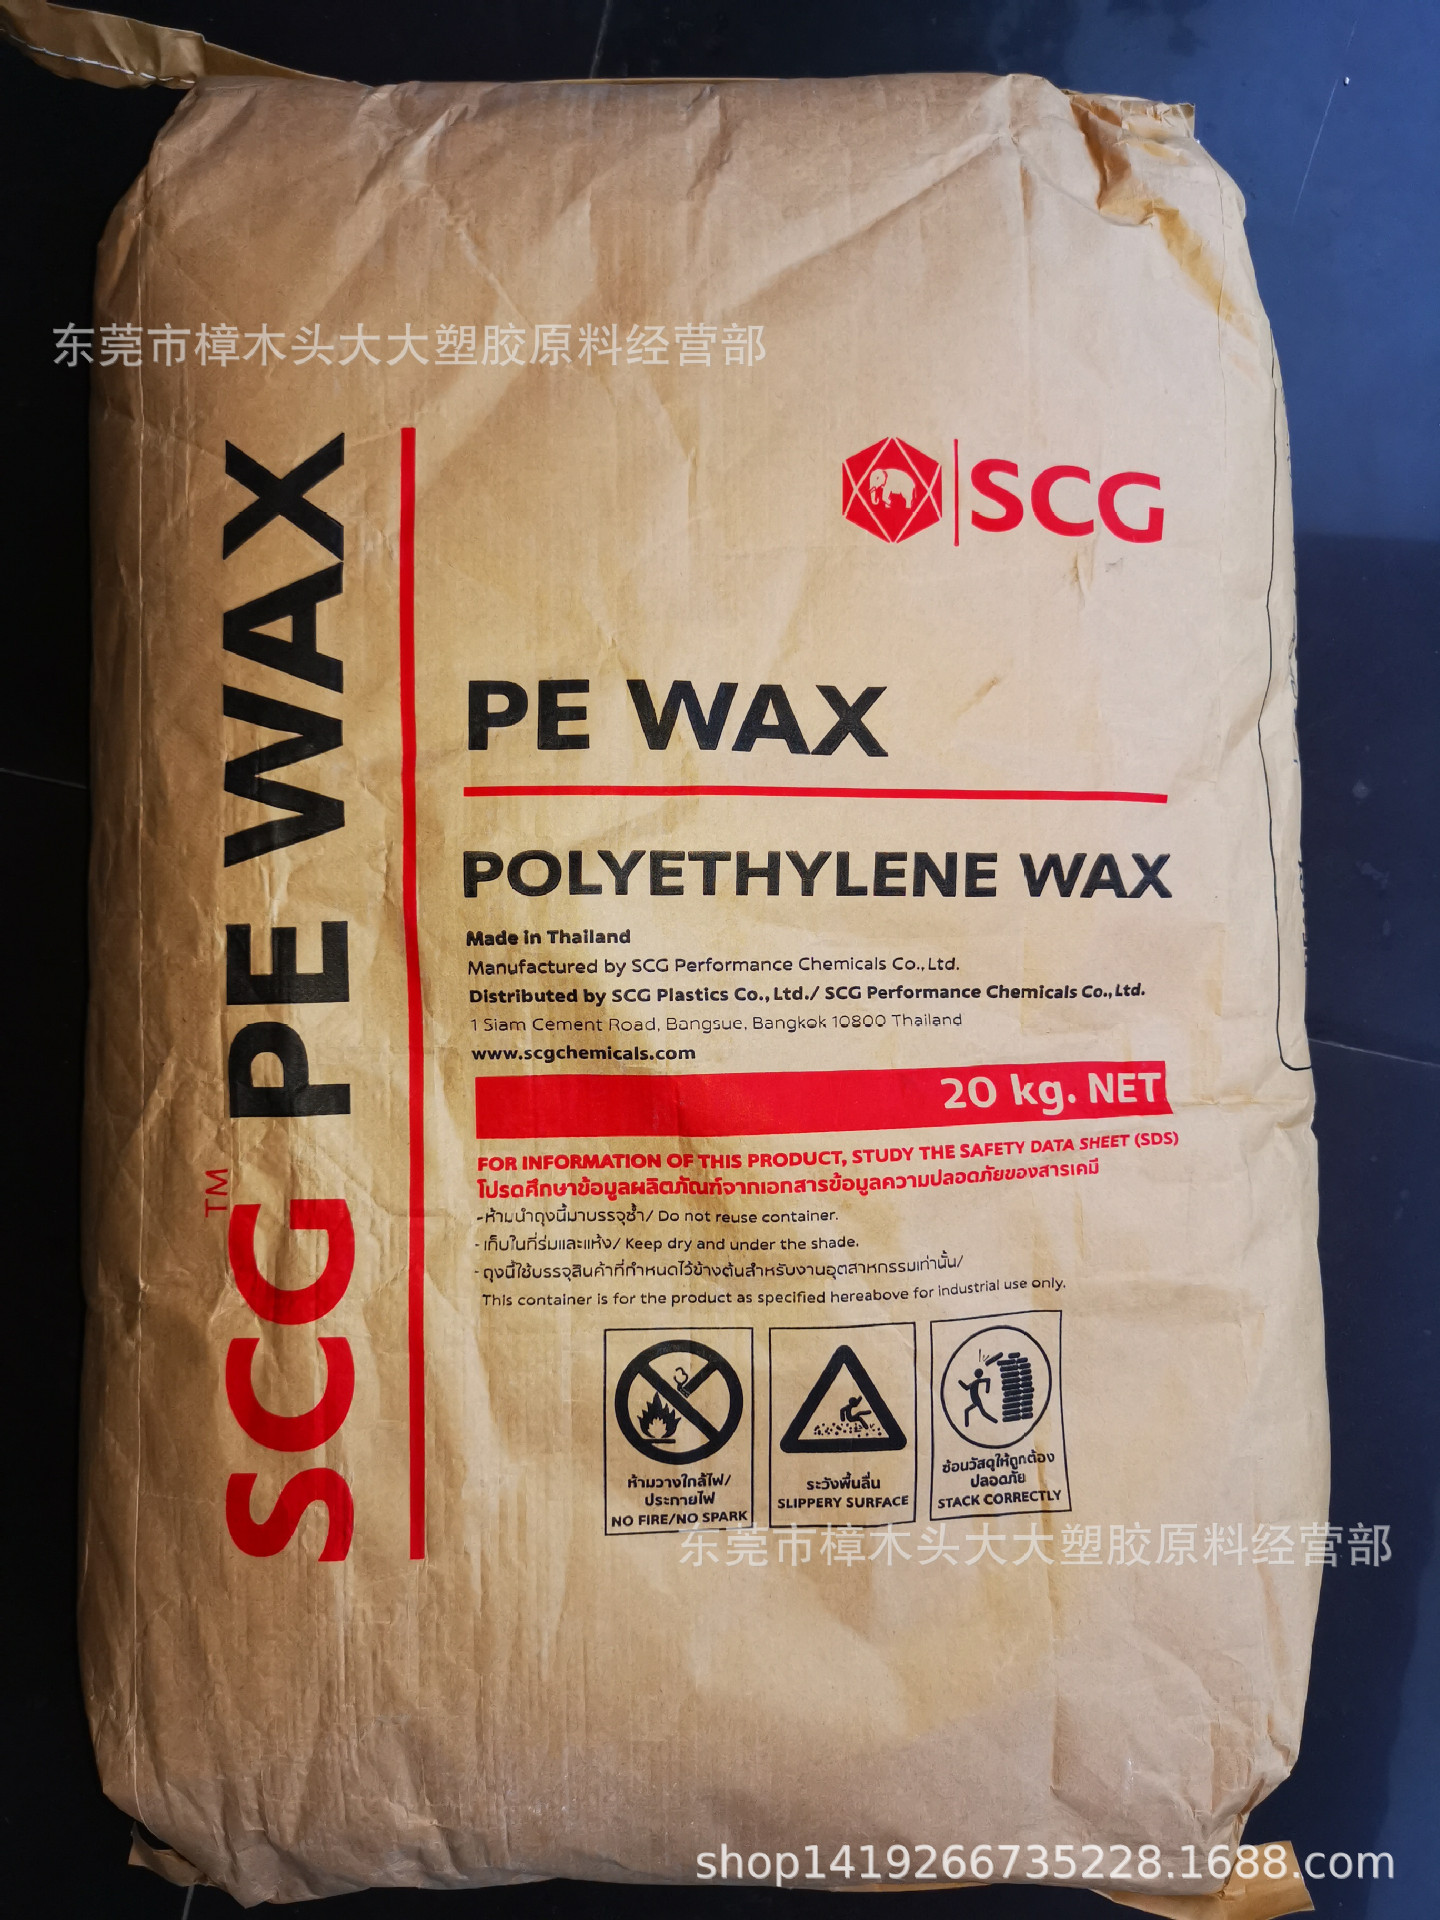 东莞市樟木头大大塑胶原料经营部
SCG™ PE WAX
SCG
PE WAX
POLYETHYLENE WAX
Made in Thailand
Manufactured by SCG Performance Chemicals Co.,Ltd.
Distributed by SCG Plastics Co.,Ltd./ SCG Performance Chemicals Co.,Ltd.
1 Siam Cement Road, Bangsue, Bangkok 10800 Thailand
www.scgchemicals.com
20 kg. NET
FOR INFORMATION OF THIS PRODUCT, STUDY THE SAFETY DATA SHEET (SDS)
โปรดศึกษาข้อมูลผลิตภัณฑ์จากเอกสารข้อมูลความปลอดภัยของสารเคมี
-ห้ามนำถุงนี้มาบรรจุซ้ำ/ Do not reuse container.
- เก็บในที่ร่มและแห้ง/ Keep dry and under the shade.
- ถุงนี้ใช้บรรจุสินค้าที่กำหนดไว้ข้างต้นสำหรับงานอุตสาหกรรมเท่านั้น/
This container is for the product as specified hereabove for industrial use only.
ห้ามวางใกล้ไฟ/
ประกายไฟ
NO FIRE/NO SPARK
ระวังพื้นลื่น
SLIPPERY SURFACE
ซ้อนวัสดุให้ถูกต้อง
ปลอดภัย
STACK CORRECTLY
东莞市樟木头大大塑胶原料经营部
shop1419266735228.1688.com